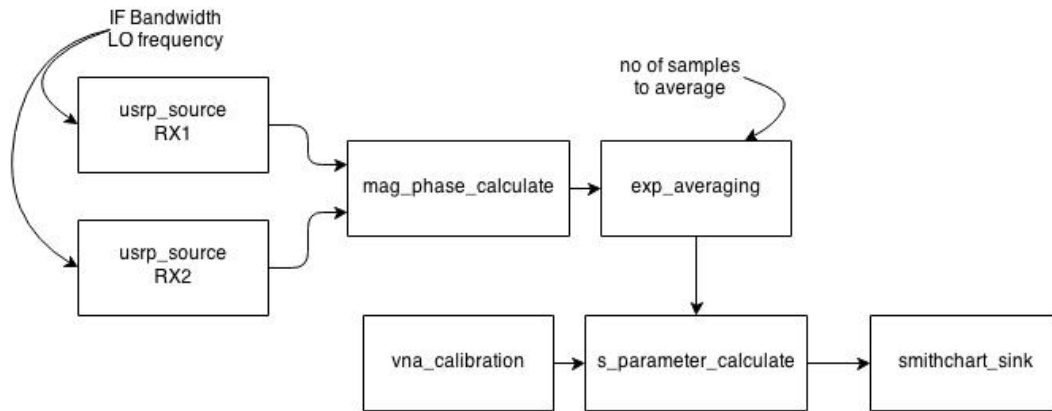 IF Bandwidth
LO frequency
usrp_source
RX1
no of samples
to average
mag_phase_calculate
exp_averaging
usrp_source
RX2
vna_calibration
s_parameter_calculate
smithchart_sink